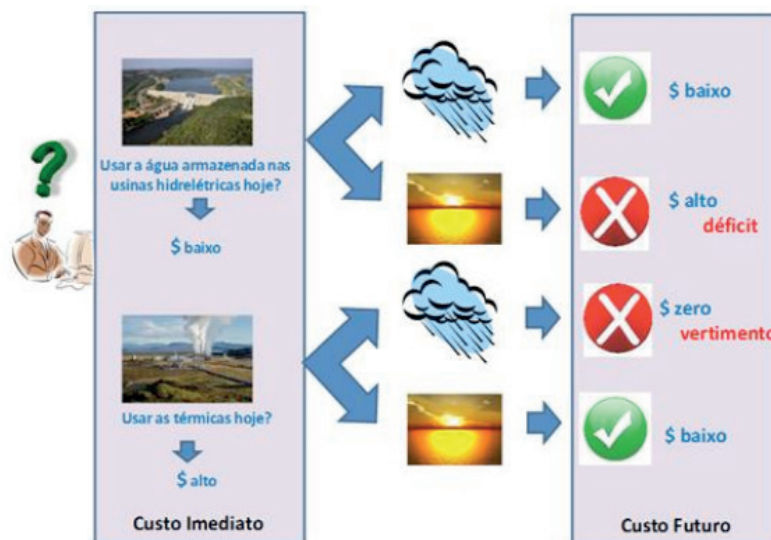 Usar a água armazenada nas
usinas hidrelétricas hoje?
$ baixo
Usar as térmicas hoje?
$ alto
Custo Imediato
$ baixo
$ alto
déficit
$ zero
vertimento
$ baixo
Custo Futuro